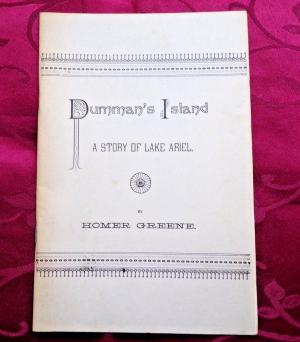 Dumman's Island
A STORY OF LAKE ARIEL.
BY
HOMER GREENE.